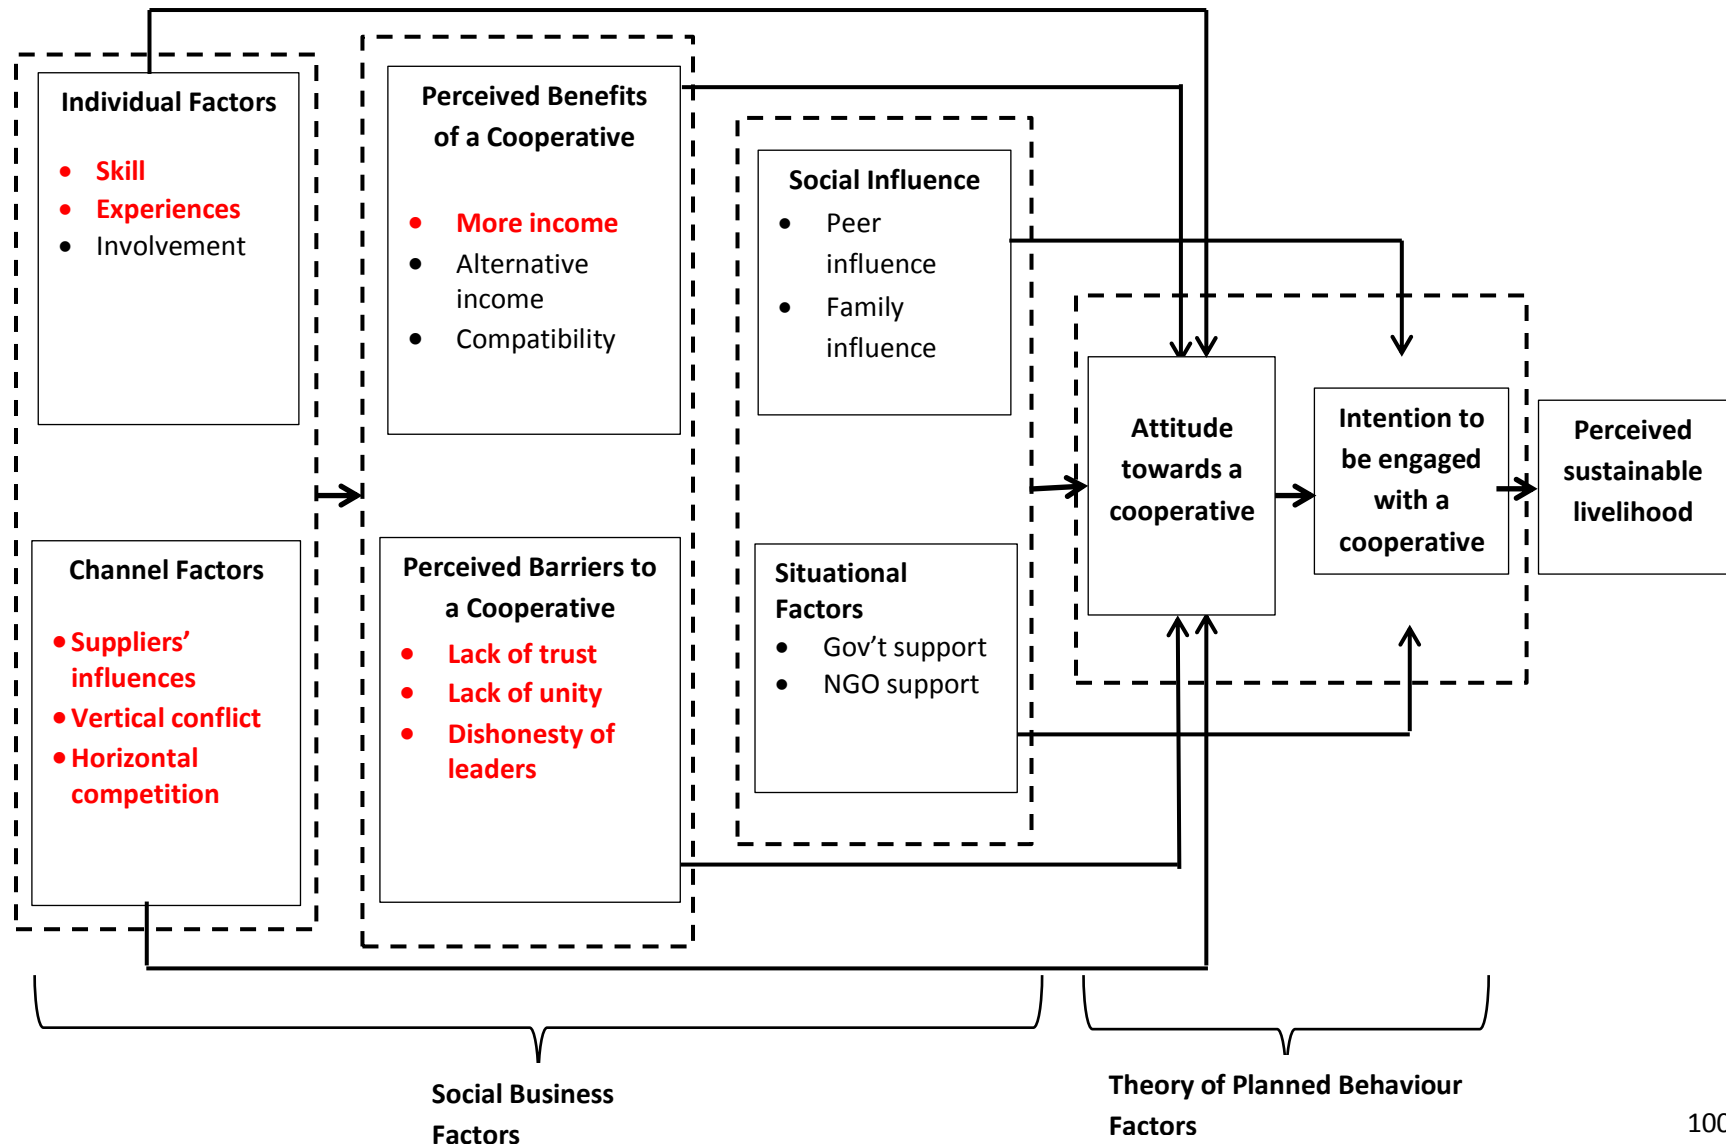 Individual Factors
• Skill
• Experiences
• Involvement
Channel Factors
• Suppliers’
influences
• Vertical conflict
• Horizontal
competition
Perceived Benefits
of a Cooperative
• More income
• Alternative
income
• Compatibility
Perceived Barriers to
a Cooperative
• Lack of trust
• Lack of unity
• Dishonesty of
leaders
Social Influence
• Peer
influence
• Family
influence
Situational
Factors
• Gov’t support
• NGO support
Attitude
towards a
cooperative
Intention to
be engaged
with a
cooperative
Perceived
sustainable
livelihood
Social Business
Factors
Theory of Planned Behaviour
Factors
100